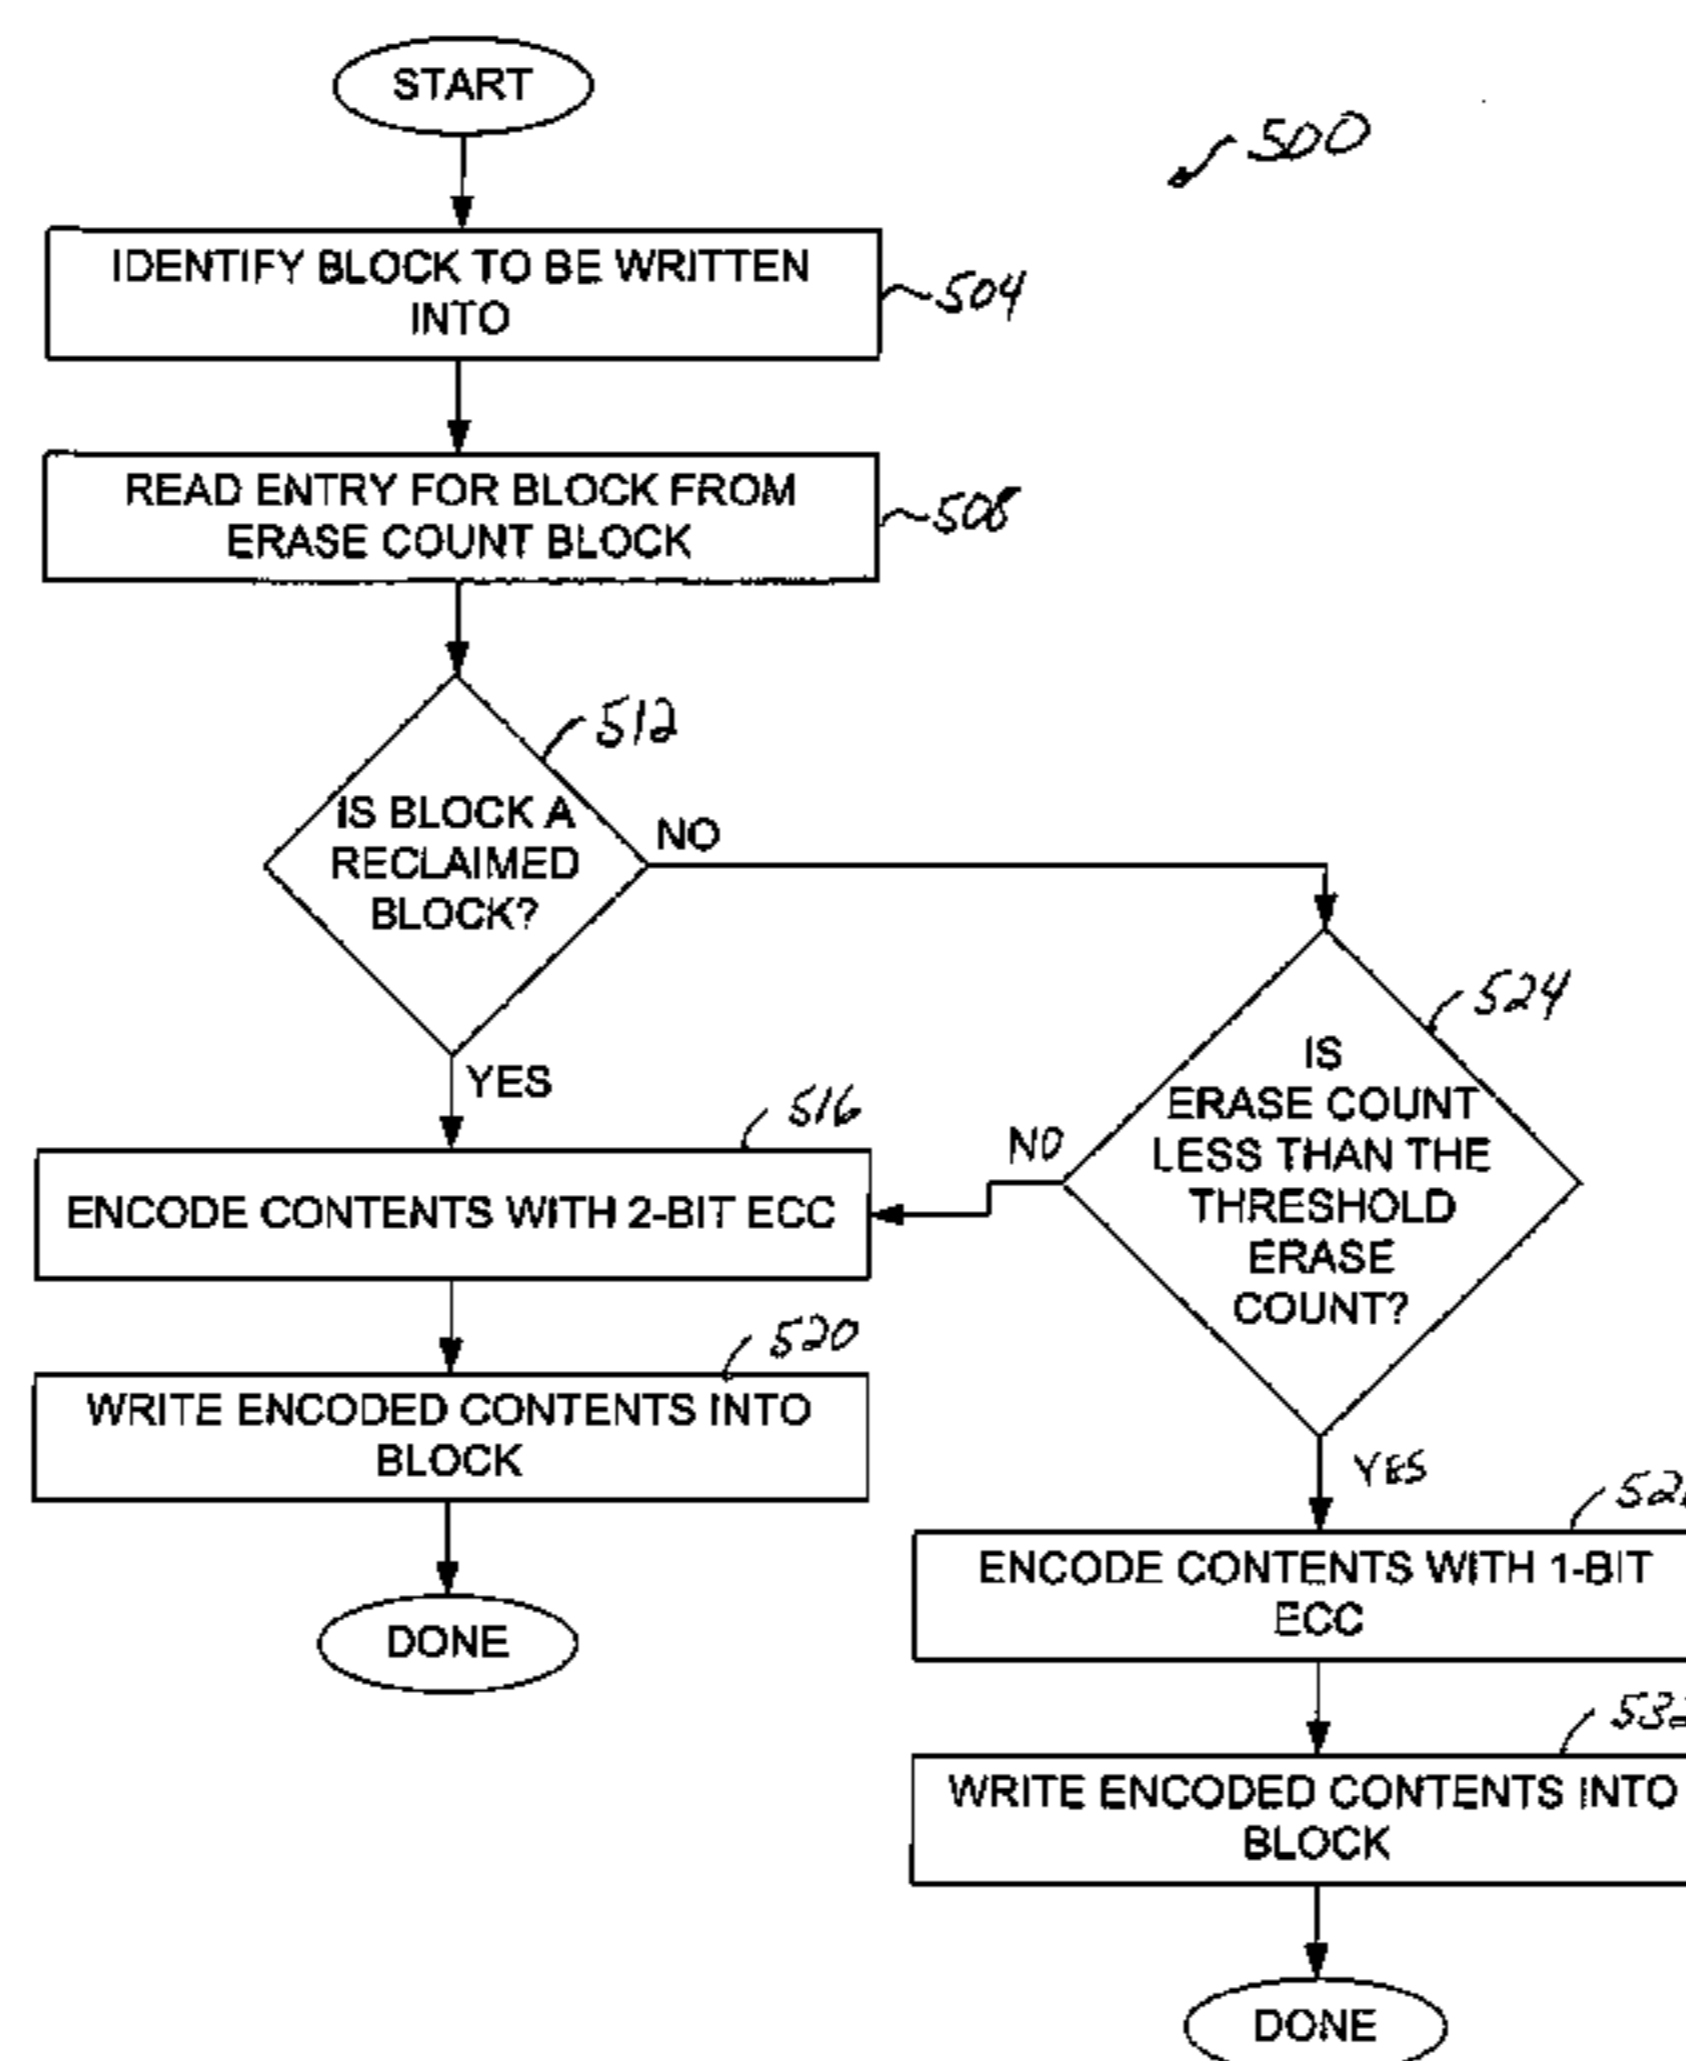 START
500
IDENTIFY BLOCK TO BE WRITTEN
INTO
504
READ ENTRY FOR BLOCK FROM
ERASE COUNT BLOCK
508
512
IS BLOCK A
RECLAIMED
BLOCK?
NO
YES
524
IS
ERASE COUNT
LESS THAN THE
THRESHOLD
ERASE
COUNT?
NO
516
ENCODE CONTENTS WITH 2-BIT ECC
520
WRITE ENCODED CONTENTS INTO
BLOCK
DONE
YES
ENCODE CONTENTS WITH 1-BIT
ECC
532
WRITE ENCODED CONTENTS INTO
BLOCK
DONE